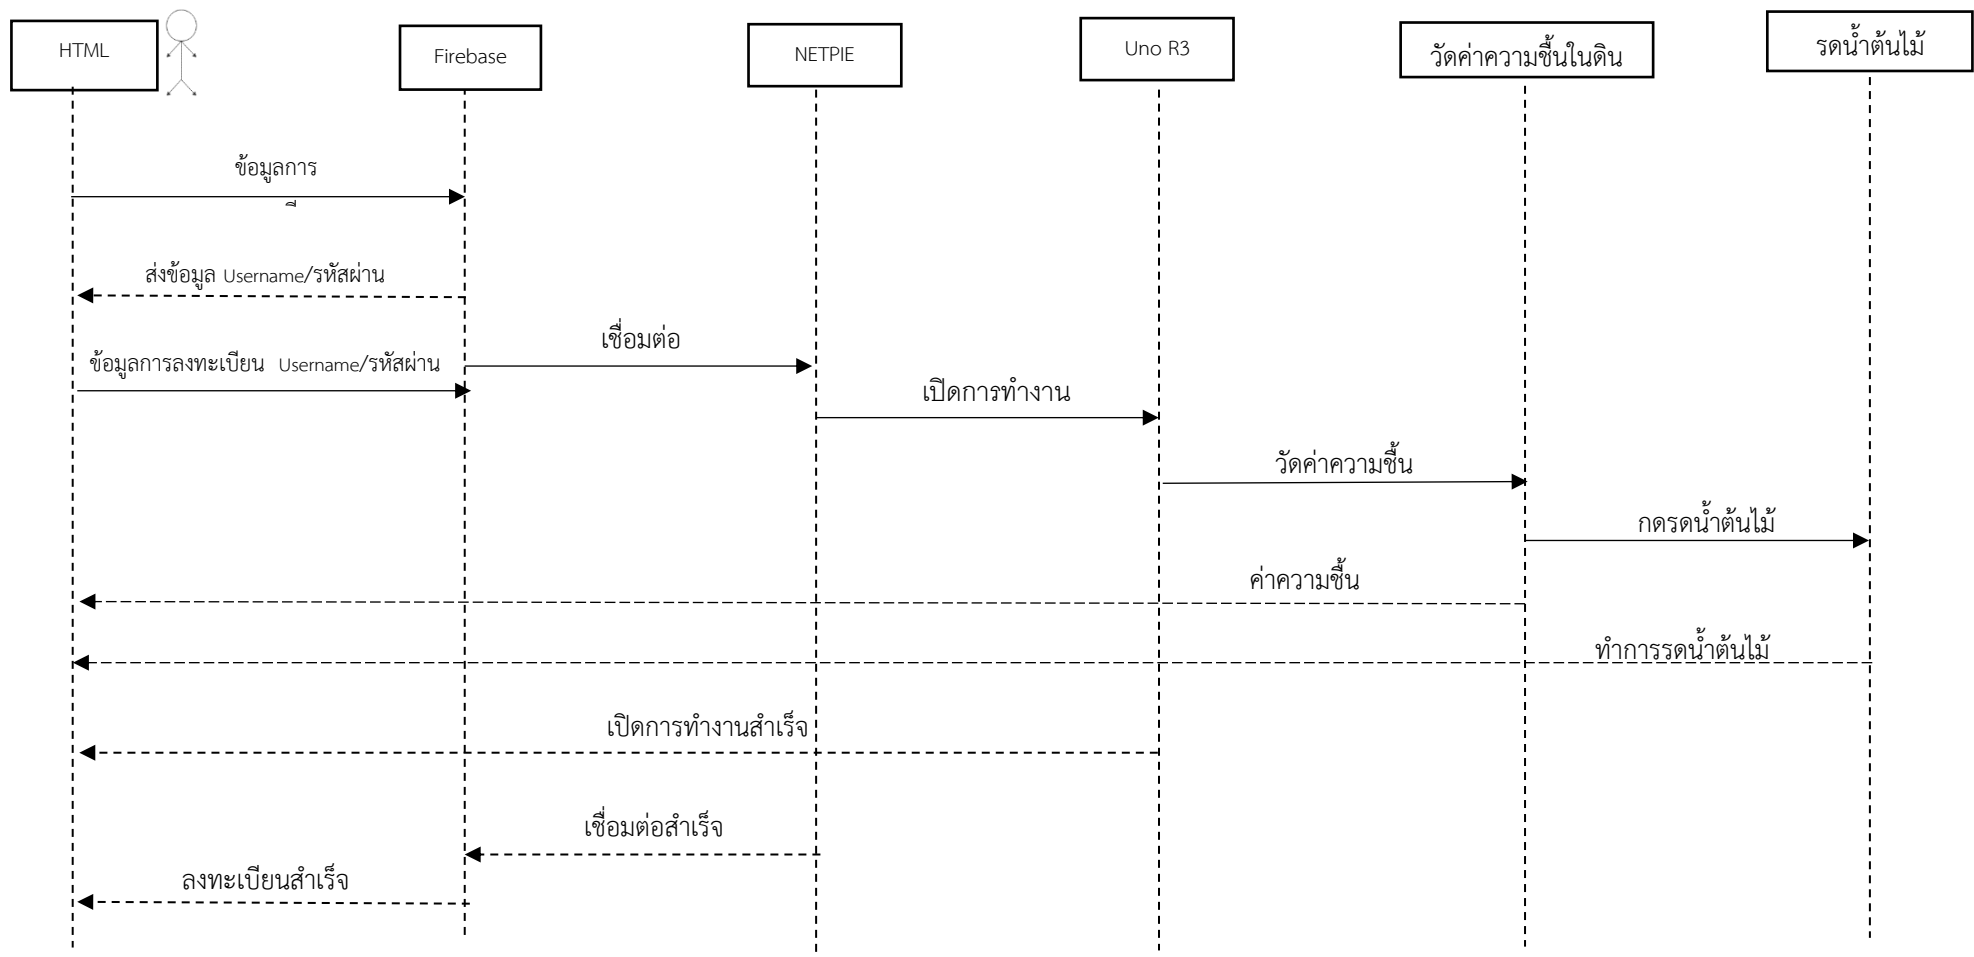 HTML
Firebase
NETPIE
Uno R3
วัดค่าความชื้นในดิน
รดน้ำต้นไม้
ข้อมูลการ
ส่งข้อมูล Username/รหัสผ่าน
เชื่อมต่อ
ข้อมูลการลงทะเบียน Username/รหัสผ่าน
เปิดการทำงาน
วัดค่าความชื้น
กดรดน้ำต้นไม้
ค่าความชื้น
ทำการรดน้ำต้นไม้
เปิดการทำงานสำเร็จ
เชื่อมต่อสำเร็จ
ลงทะเบียนสำเร็จ